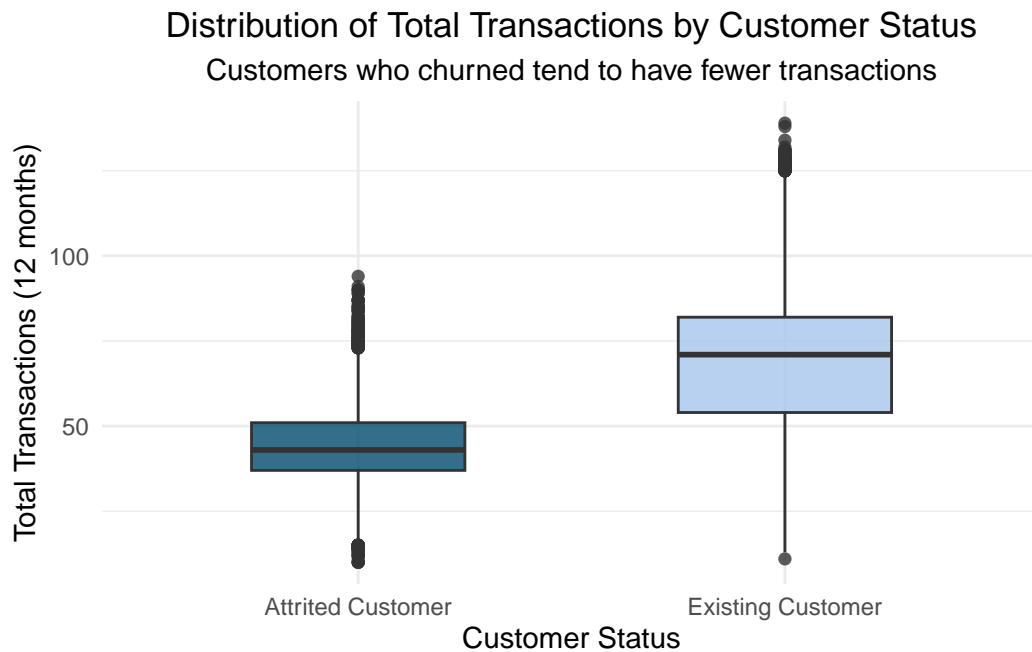 Distribution of Total Transactions by Customer Status
Customers who churned tend to have fewer transactions
Total Transactions (12 months)
100
50
Attrited Customer
Existing Customer
Customer Status